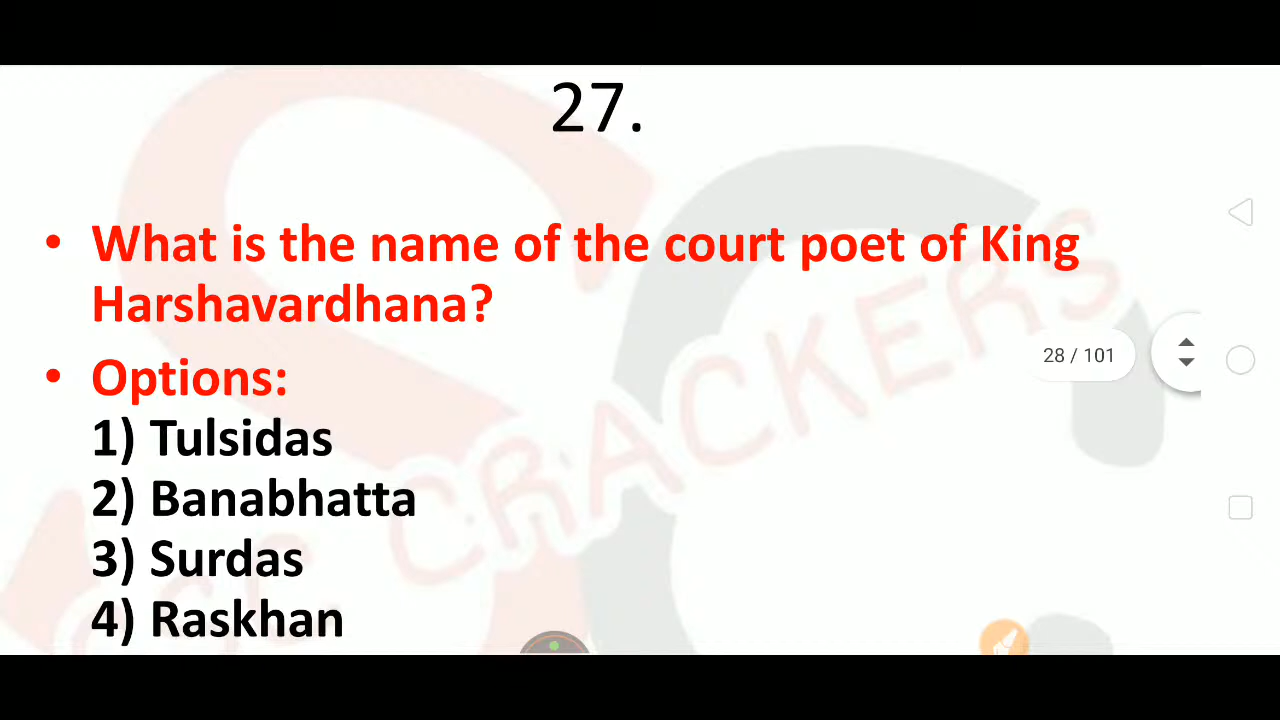 27.
• What is the name of the court poet of King
Harshavardhana?
• Options:
1) Tulsidas
2) Banabhatta
3) Surdas
4) Raskhan
28 / 101
CRACKERS